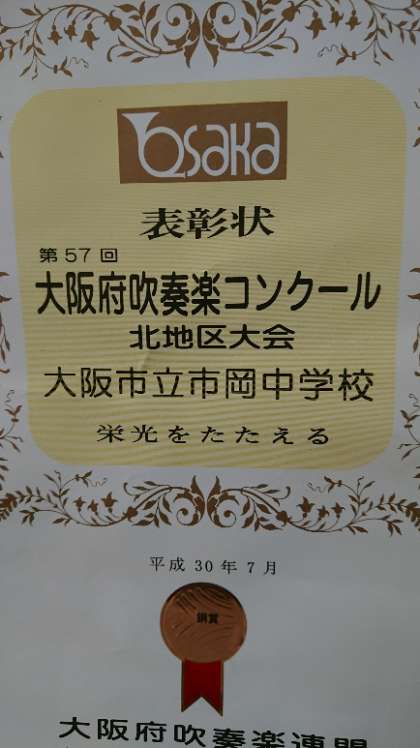 Osaka
表彰状
第57回
大阪府吹奏楽コンクール
北地区大会
大阪市立市岡中学校
栄光をたたえる
平成30年7月
銅賞
大阪府吹奏楽連盟